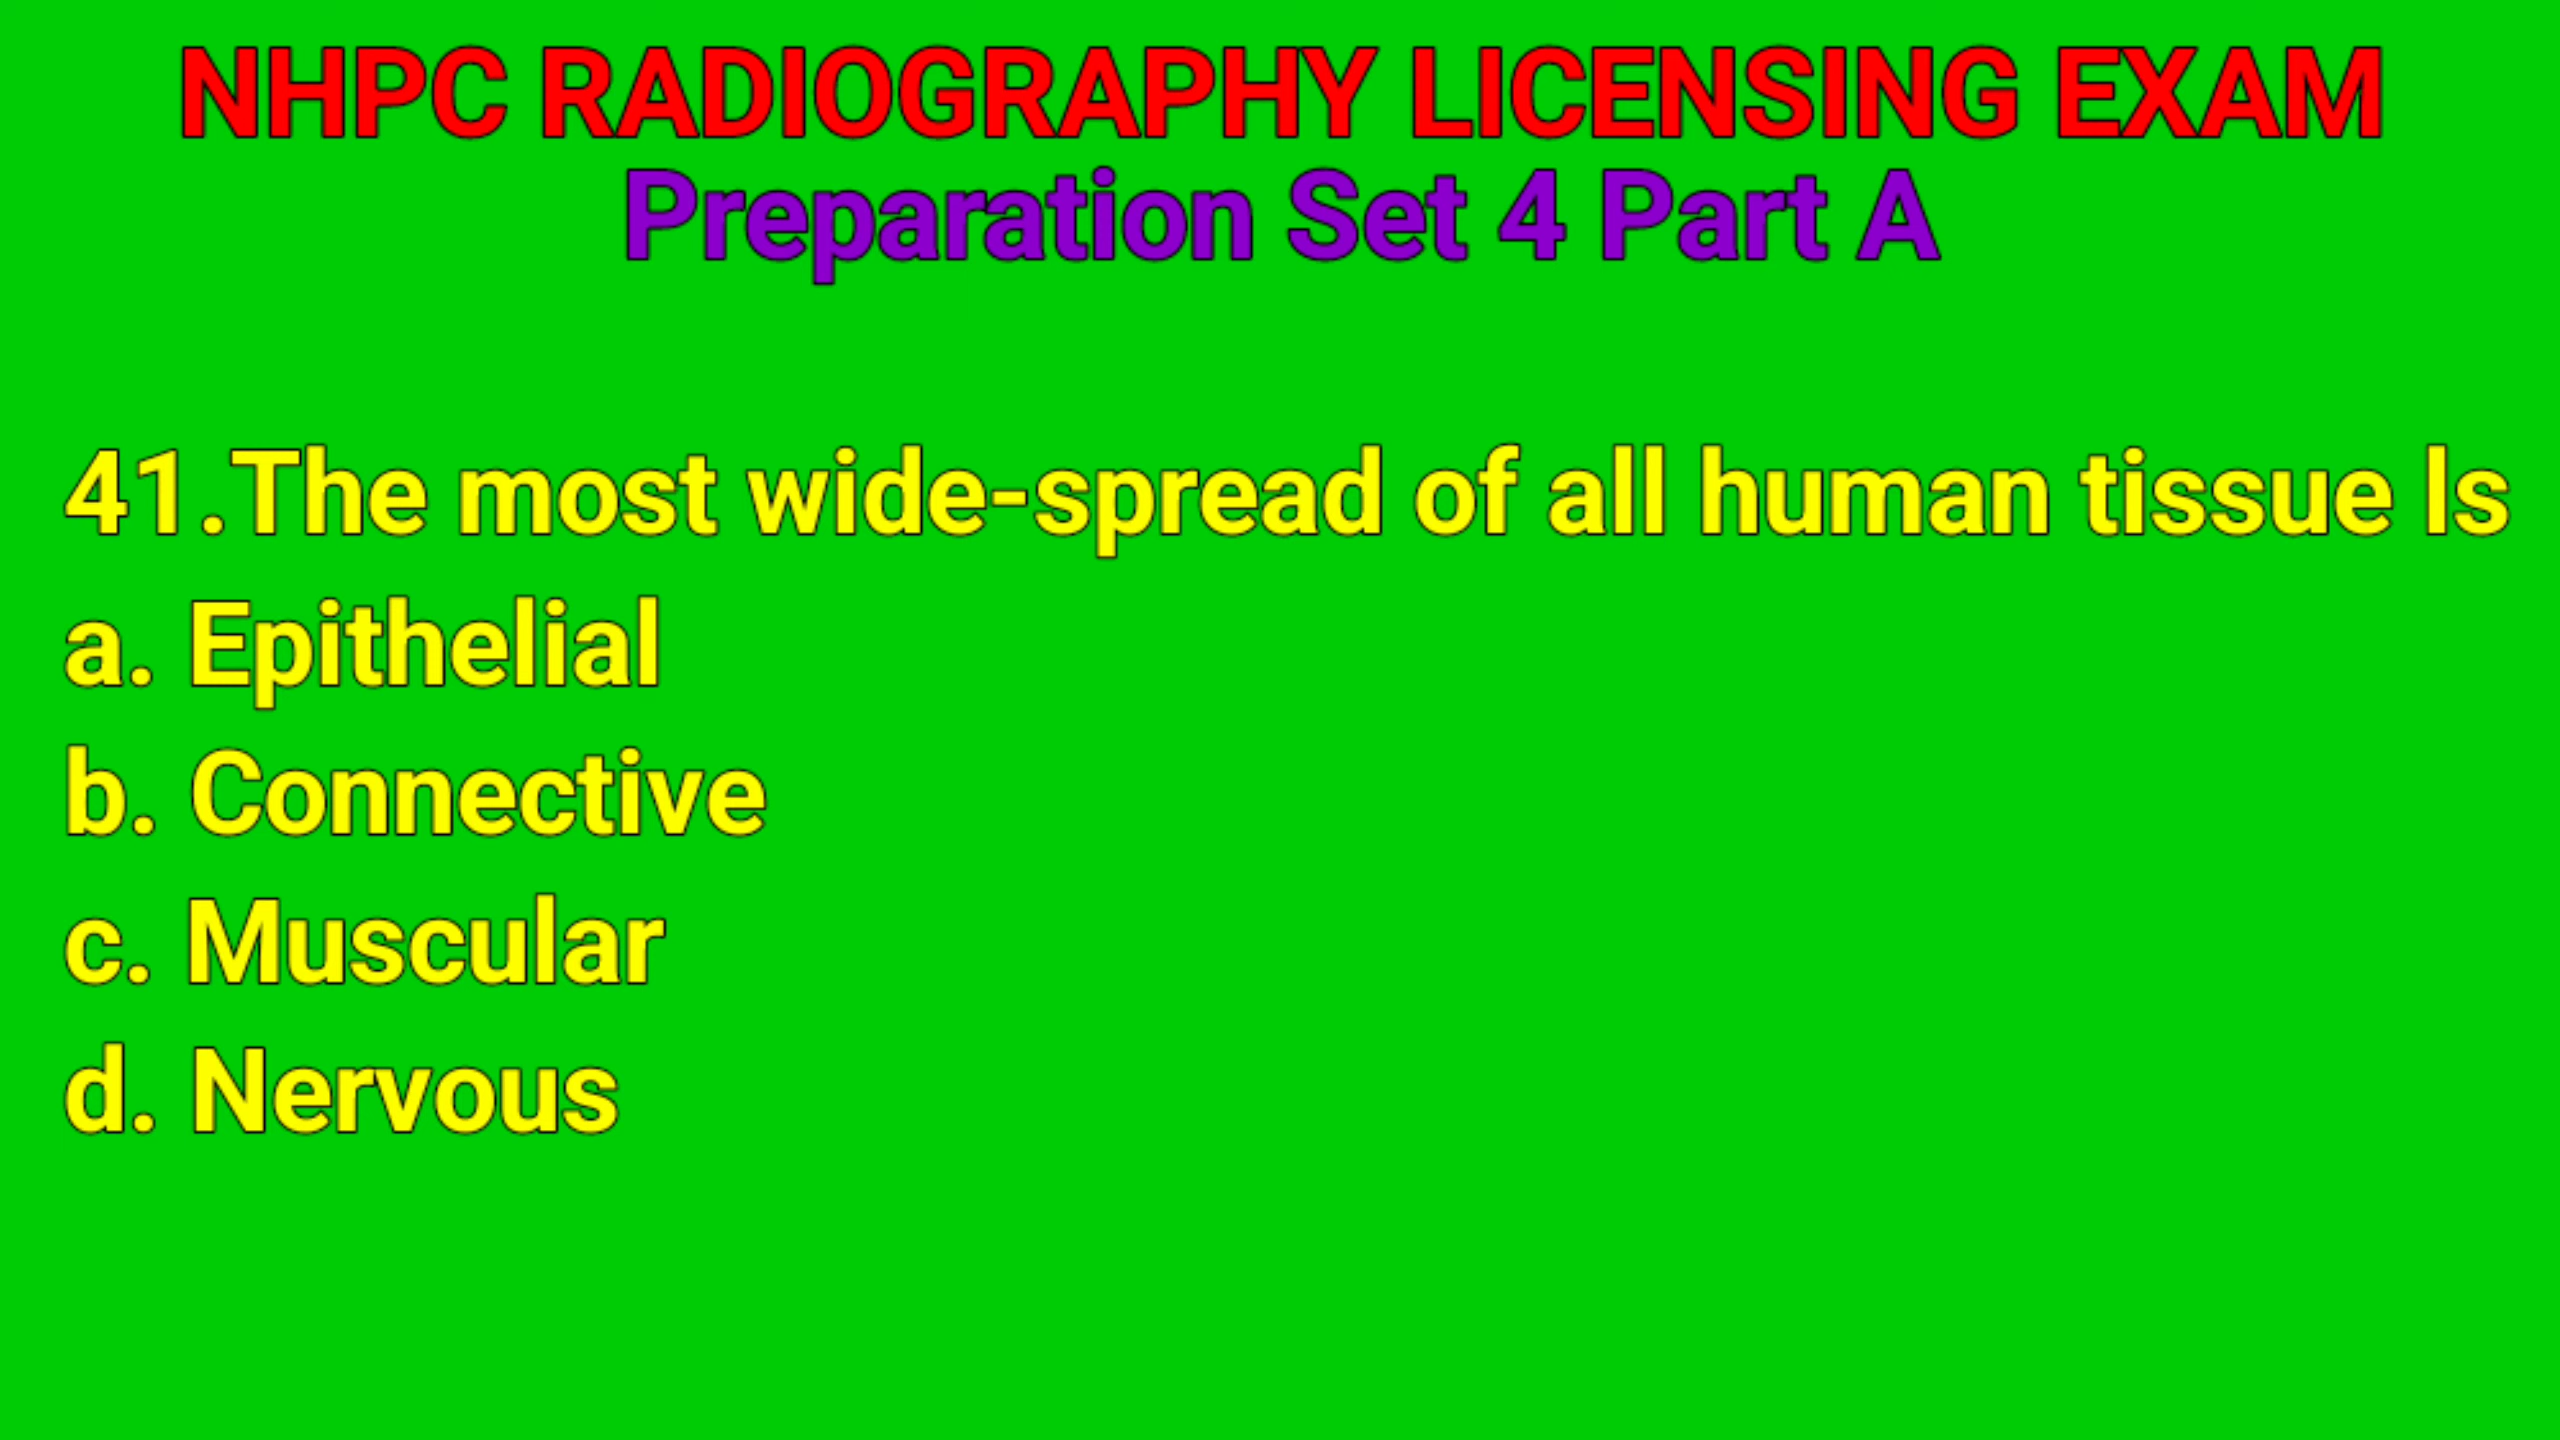 NHPC RADIOGRAPHY LICENSING EXAM
Preparation Set 4 Part A
41.The most wide-spread of all human tissue Is
a. Epithelial
b. Connective
c. Muscular
d. Nervous